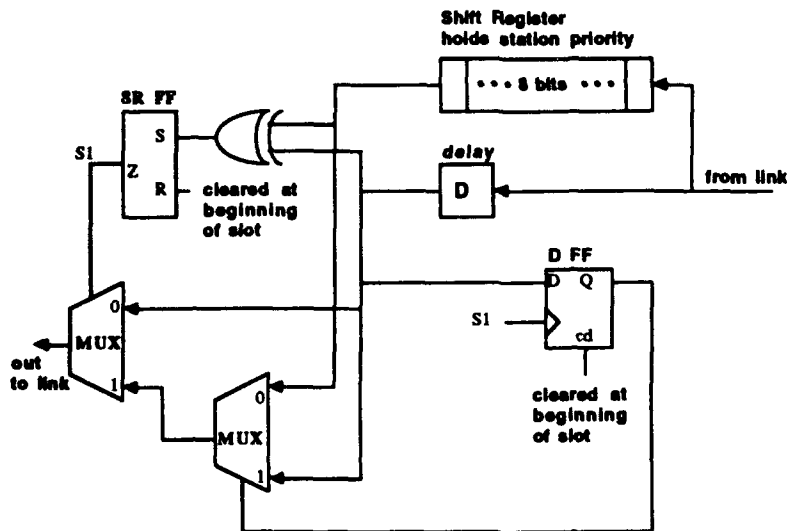 Shift Register
holds station priority
• • • 8 bits • • •
SR FF
S
S1
Z
R
cleared at
beginning
of slot
delay
D
from link
D FF
D Q
S1
cd
cleared at
beginning
of slot
0
MUX
1
out
to link
0
MUX
1